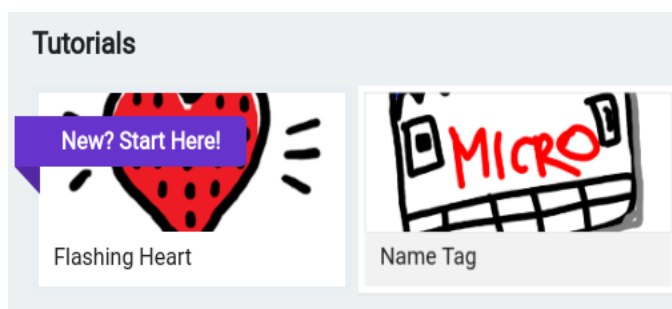 Tutorials
New? Start Here!
MICRO
Flashing Heart
Name Tag